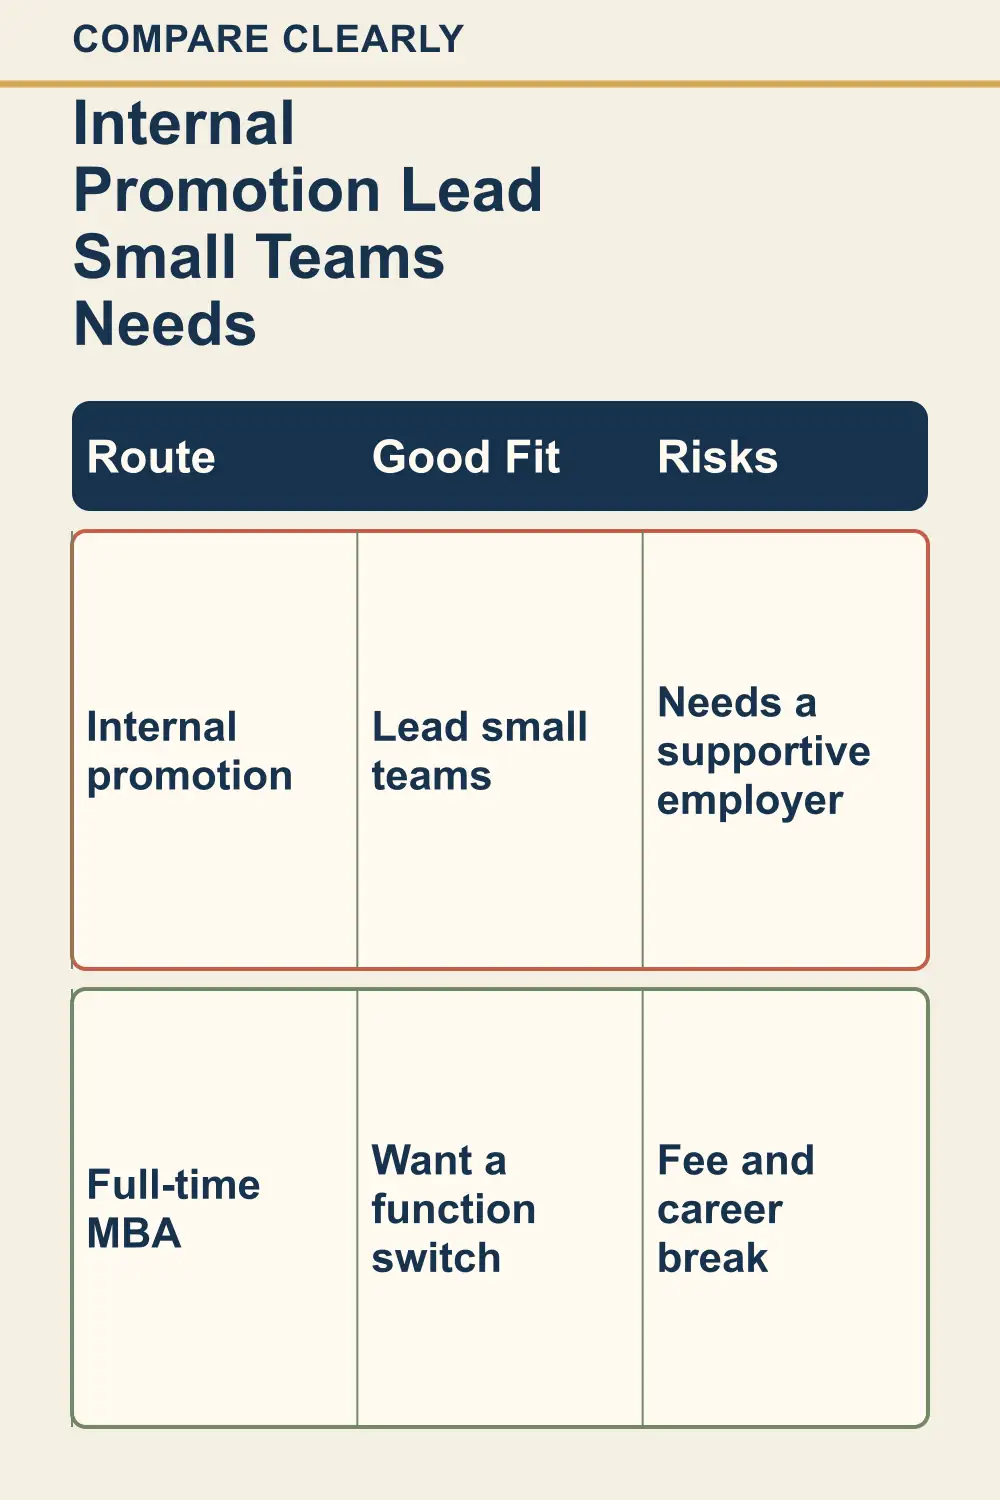 COMPARE CLEARLY
Internal
Promotion Lead
Small Teams
Needs
Route Good Fit Risks
Internal
promotion
Lead small
teams
Needs a
supportive
employer
Full-time
MBA
Want a
function
switch
Fee and
career
break